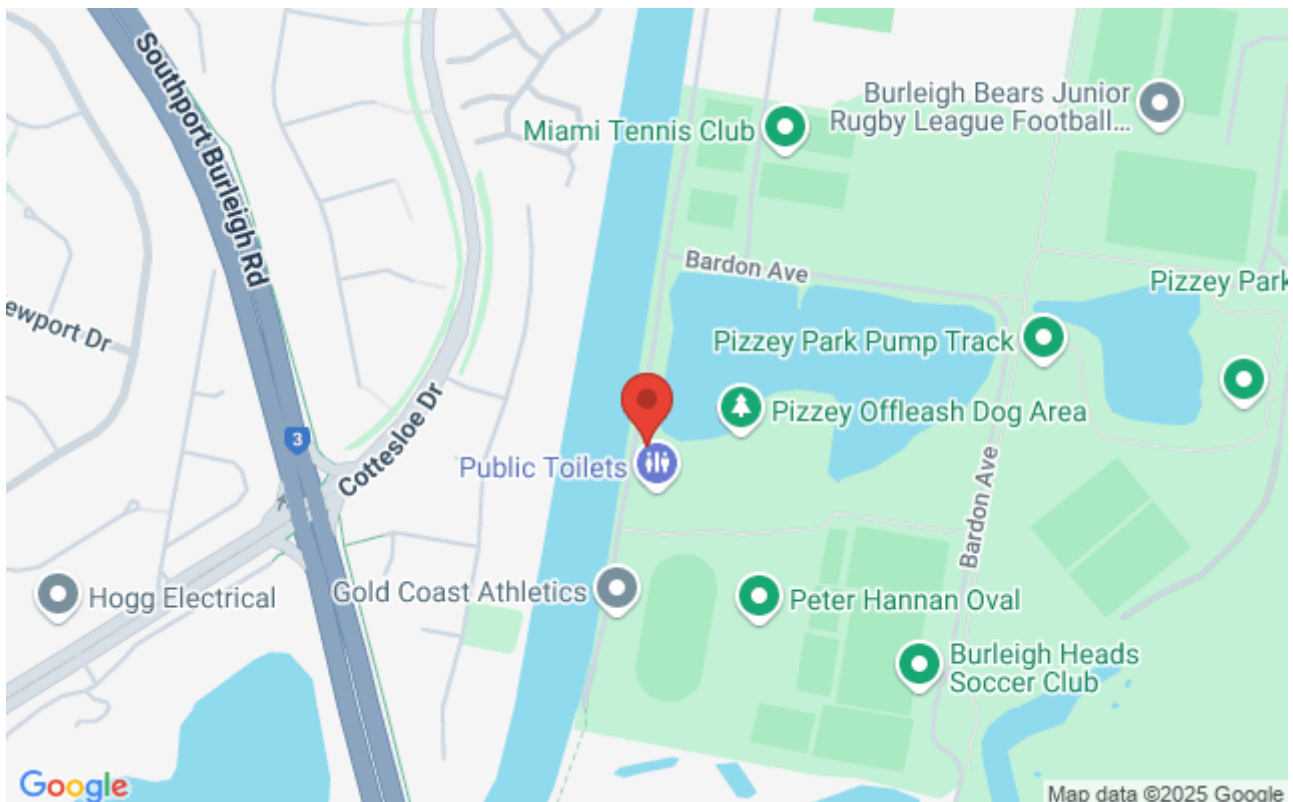 Southport Burleigh Rd
Burleigh Bears Junior
Rugby League Football...
Miami Tennis Club
Bardon Ave
Pizzey Park
ewport Dr
Pizzey Park Pump Track
Pizzey Offleash Dog Area
Cottesloe Dr
3
Public Toilets
Bardon Ave
Hogg Electrical
Gold Coast Athletics
Peter Hannan Oval
Burleigh Heads
Soccer Club
Google
Map data ©2025 Google